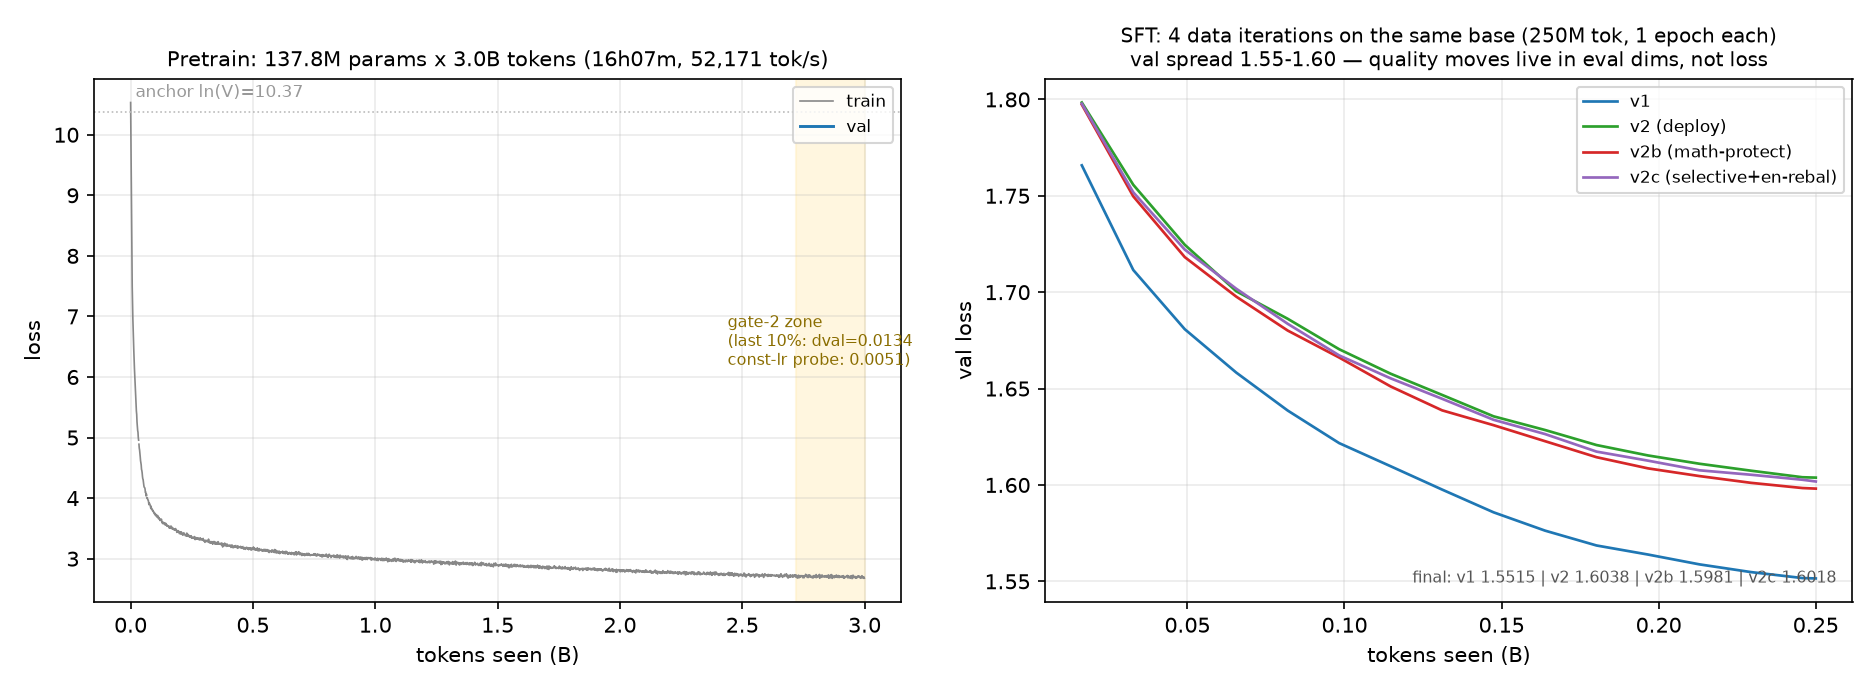 Pretrain: 137.8M params x 3.0B tokens (16h07m, 52,171 tok/s)
anchor ln(V)=10.37
train
val
10
9
8
7
6
5
4
3
loss
gate-2 zone
(last 10%: dval=0.0134
const-lr probe: 0.0051)
0.0 0.5 1.0 1.5 2.0 2.5 3.0
tokens seen (B)
SFT: 4 data iterations on the same base (250M tok, 1 epoch each)
val spread 1.55-1.60 — quality moves live in eval dims, not loss
v1
v2 (deploy)
v2b (math-protect)
v2c (selective+en-rebal)
1.80
1.75
1.70
1.65
1.60
1.55
val loss
final: v1 1.5515 | v2 1.6038 | v2b 1.5981 | v2c 1.6018
0.05 0.10 0.15 0.20 0.25
tokens seen (B)